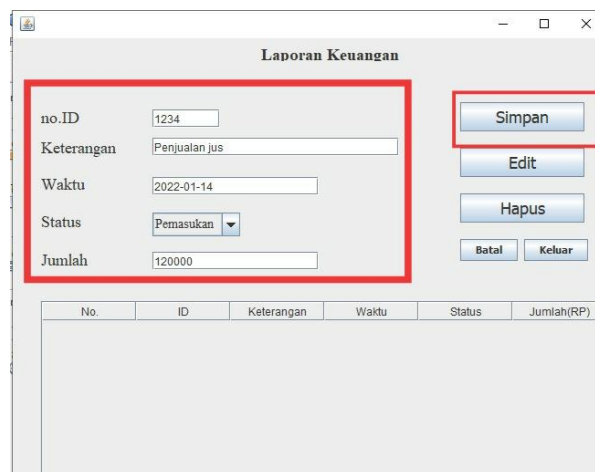 Laporan Keuangan
no.ID 1234
Keterangan Penjualan jus
Waktu 2022-01-14
Status Pemasukan
Jumlah 120000
Simpan
Edit
Hapus
Batal Keluar
No. ID Keterangan Waktu Status Jumlah(RP)